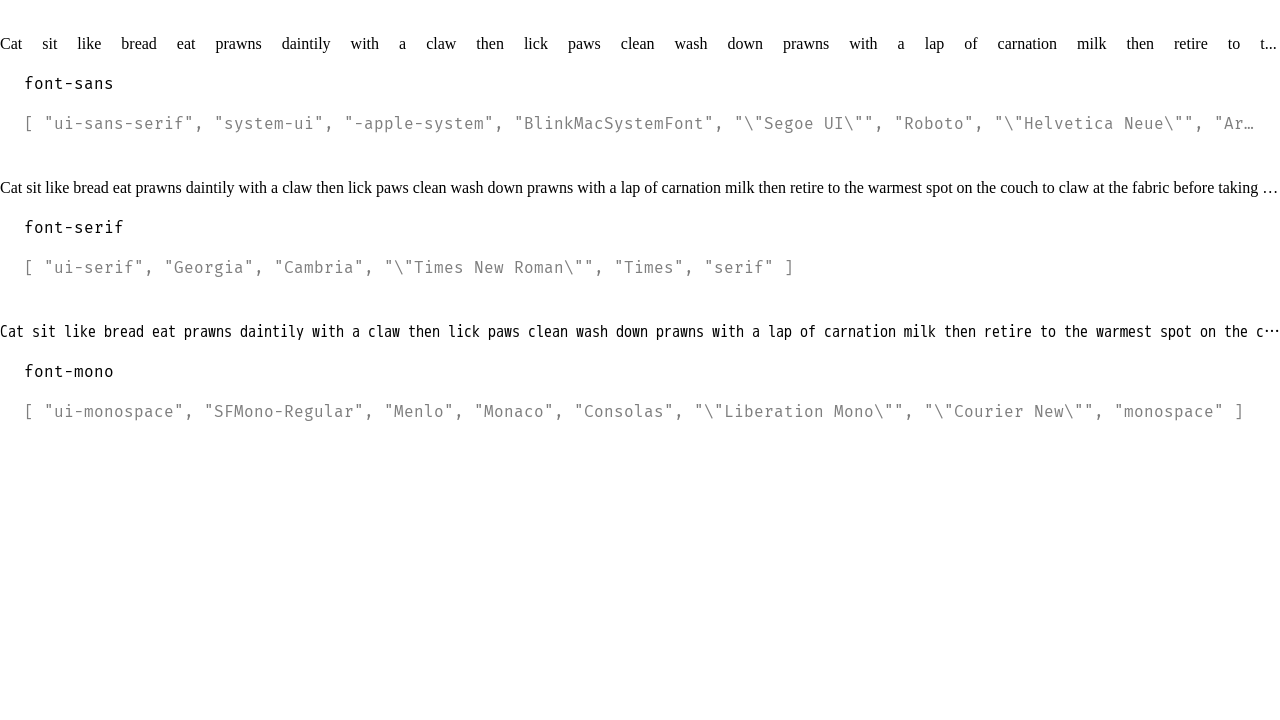 Cat sit like bread eat prawns daintily with a claw then lick paws clean wash down prawns with a lap of carnation milk then retire to t...
font-sans
[ "ui-sans-serif", "system-ui", "-apple-system", "BlinkMacSystemFont", "\"Segoe UI\"", "Roboto", "\"Helvetica Neue\"", "Ar…
Cat sit like bread eat prawns daintily with a claw then lick paws clean wash down prawns with a lap of carnation milk then retire to the warmest spot on the couch to claw at the fabric before taking …
font-serif
[ "ui-serif", "Georgia", "Cambria", "\"Times New Roman\"", "Times", "serif" ]
Cat sit like bread eat prawns daintily with a claw then lick paws clean wash down prawns with a lap of carnation milk then retire to the warmest spot on the c…
font-mono
[ "ui-monospace", "SFMono-Regular", "Menlo", "Monaco", "Consolas", "\"Liberation Mono\"", "\"Courier New\"", "monospace" ]